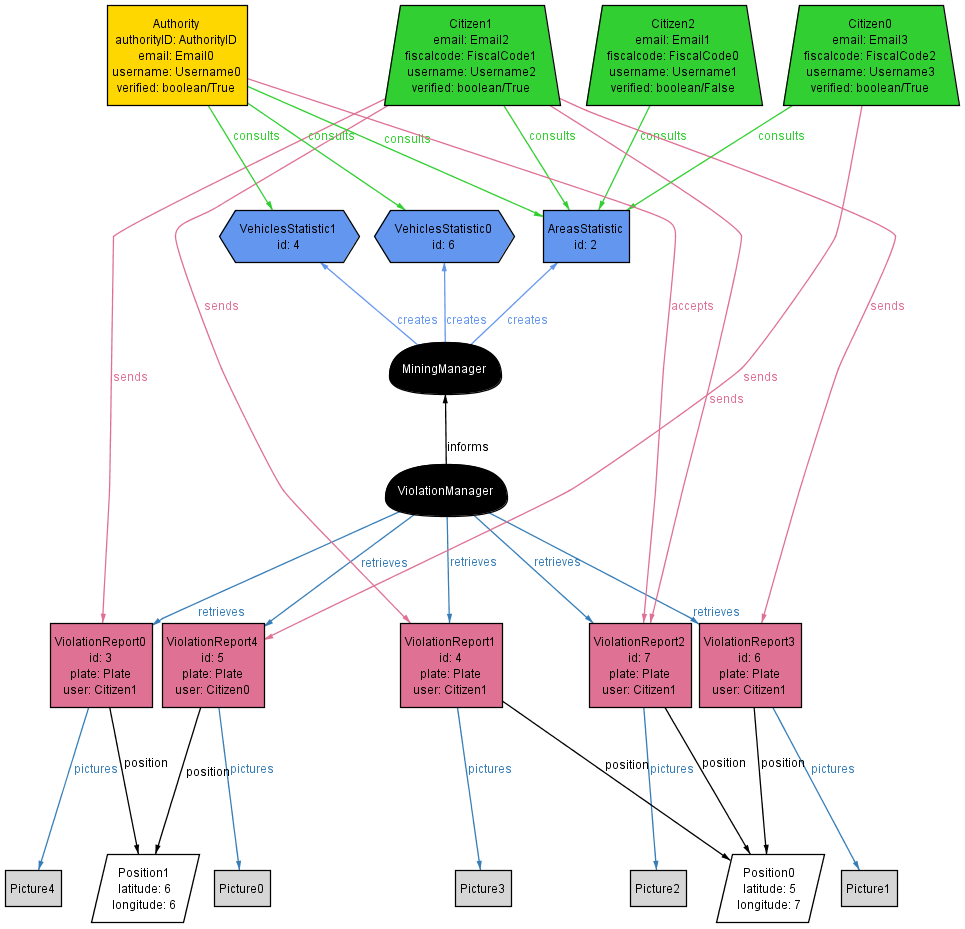 Authority
authorityID: AuthorityID
email: Email0
username: Username0
verified: boolean/True
Citizen1
email: Email2
fiscalcode: FiscalCode1
username: Username2
verified: boolean/True
Citizen2
email: Email1
fiscalcode: FiscalCode0
username: Username1
verified: boolean/False
Citizen0
email: Email3
fiscalcode: FiscalCode2
username: Username3
verified: boolean/True
consults
consults
consults
consults
consults
consults
VehiclesStatistic1
id: 4
VehiclesStatistic0
id: 6
AreasStatistic
id: 2
sends
accepts
sends
creates
creates
creates
MiningManager
sends
sends
sends
informs
ViolationManager
retrieves
retrieves
retrieves
retrieves
retrieves
ViolationReport0
id: 3
plate: Plate
user: Citizen1
ViolationReport4
id: 5
plate: Plate
user: Citizen0
ViolationReport1
id: 4
plate: Plate
user: Citizen1
ViolationReport2
id: 7
plate: Plate
user: Citizen1
ViolationReport3
id: 6
plate: Plate
user: Citizen1
pictures
position
position
pictures
pictures
position
pictures
position
position
pictures
Picture4
Position1
latitude: 6
longitude: 6
Picture0
Picture3
Picture2
Position0
latitude: 5
longitude: 7
Picture1